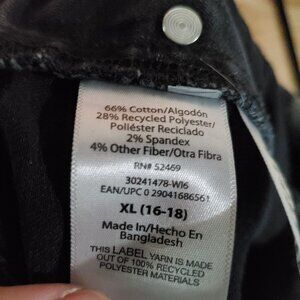 66% Cotton/Algodón
28% Recycled Polyester/
Poliéster Reciclado
2% Spandex
4% Other Fiber/Otra Fibra
RN# 52469
30241478-WI6
EAN/UPC 0 29041686561
XL (16-18)
Made In/Hecho En
Bangladesh
THIS LABEL YARN IS MADE
OUT OF 100% RECYCLED
POLYESTER MATERIALS